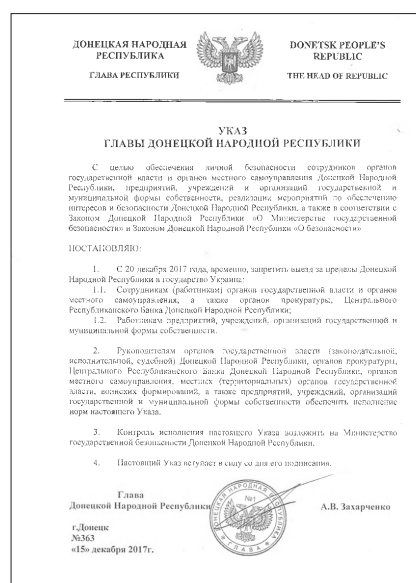 ДОНЕЦКАЯ НАРОДНАЯ
РЕСПУБЛИКА
ГЛАВА РЕСПУБЛИКИ
DONETSK PEOPLE'S
REPUBLIC
THE HEAD OF REPUBLIC
УКАЗ
ГЛАВЫ ДОНЕЦКОЙ НАРОДНОЙ РЕСПУБЛИКИ
С целью обеспечения личной безопасности сотрудников органов
государственной власти и органов местного самоуправления Донецкой Народной
Республики, предприятий, учреждений и организаций государственной и
муниципальной формы собственности, реализации мероприятий по обеспечению
интересов и безопасности Донецкой Народной Республики, а также в соответствии с
Законом Донецкой Народной Республики «О Министерстве государственной
безопасности» и Законом Донецкой Народной Республики «О безопасности»
ПОСТАНОВЛЯЮ:
1. С 20 декабря 2017 года, временно, запретить выезд за пределы Донецкой
Народной Республики в государство Украина:
1.1. Сотрудникам (работникам) органов государственной власти и органов
местного самоуправления, а также органов прокуратуры, Центрального
Республиканского Банка Донецкой Народной Республики;
1.2. Работникам предприятий, учреждений, организаций государственной и
муниципальной формы собственности.
2. Руководителям органов государственной власти (законодательной,
исполнительной, судебной) Донецкой Народной Республики, органов прокуратуры,
Центрального Республиканского Банка Донецкой Народной Республики, органов
местного самоуправления, местных (территориальных) органов государственной
власти, воинских формирований, а также предприятий, учреждений, организаций
государственной и муниципальной формы собственности обеспечить исполнение
норм настоящего Указа.
3. Контроль исполнения настоящего Указа возложить на Министерство
государственной безопасности Донецкой Народной Республики.
4. Настоящий Указ вступает в силу со дня его подписания.
Глава
Донецкой Народной Республики
А.В. Захарченко
ДОНЕЦКАЯ НАРОДНАЯ РЕСПУБЛИКА
№1
ГЛАВА
г.Донецк
№363
«15» декабря 2017г.